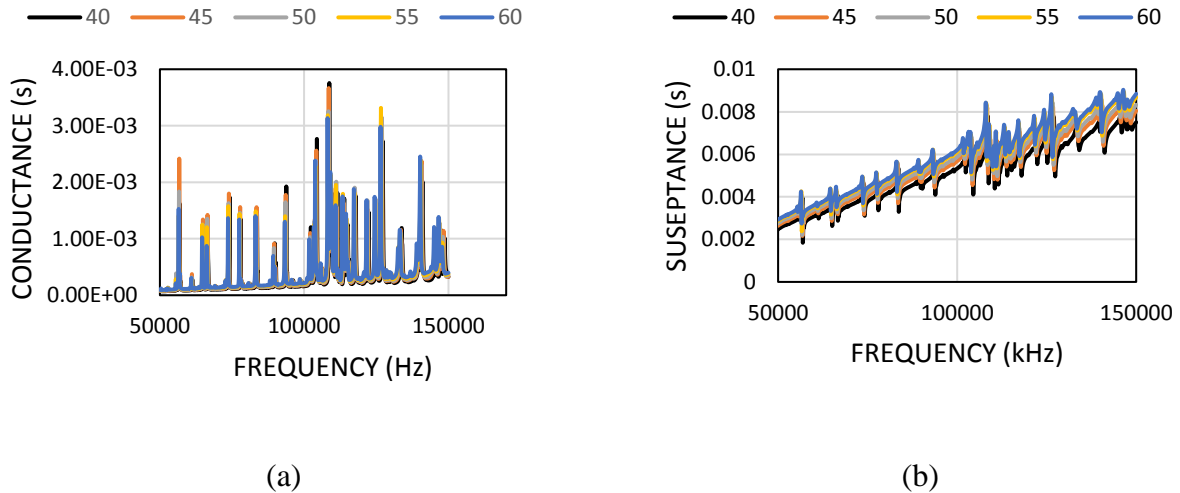 40 45 50 55 60
CONDUCTANCE (s)
4.00E-03
3.00E-03
2.00E-03
1.00E-03
0.00E+00
50000 100000 150000
FREQUENCY (Hz)
(a)
40 45 50 55 60
SUSEPTANCE (s)
0.01
0.008
0.006
0.004
0.002
0
50000 100000 150000
FREQUENCY (kHz)
(b)